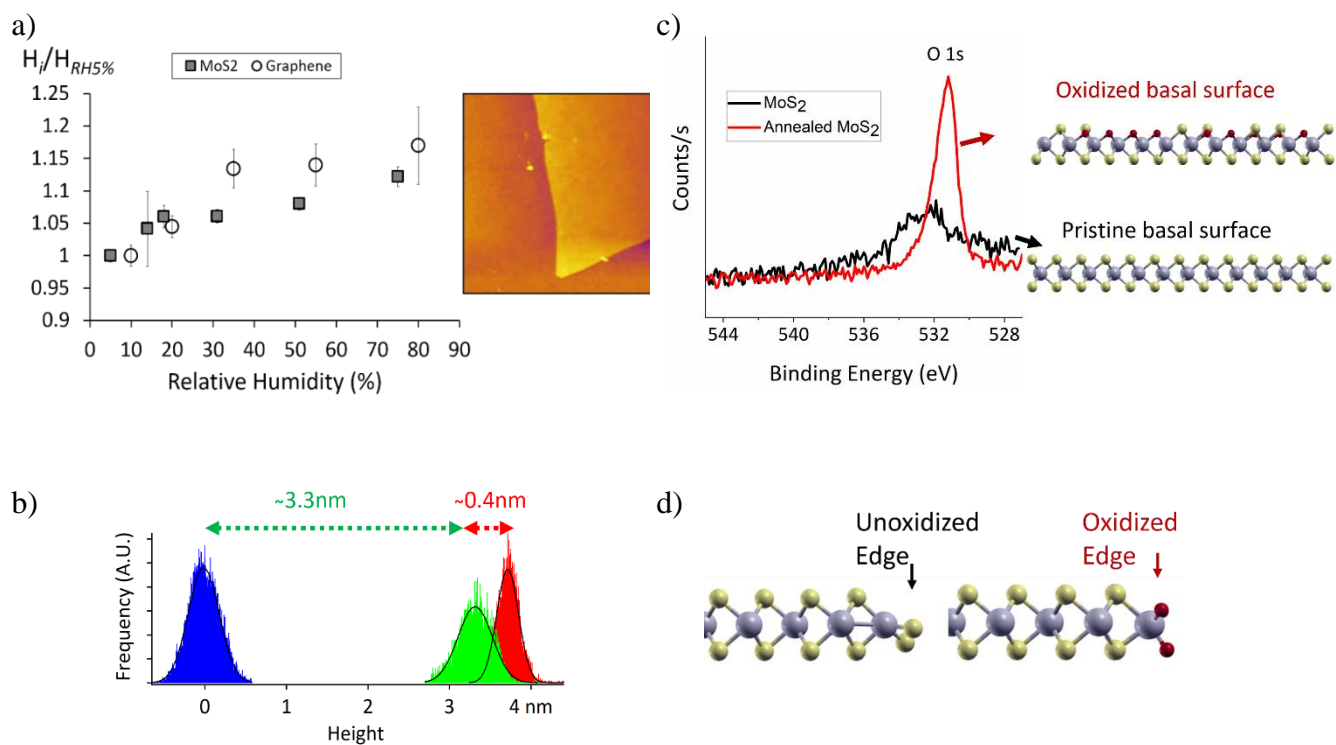 a)
H_i/H_RH5%
MoS2 Graphene
1.25
1.2
1.15
1.1
1.05
1
0.95
0.9
0 10 20 30 40 50 60 70 80 90
Relative Humidity (%)
c)
O 1s
MoS₂
Annealed MoS₂
Counts/s
544 540 536 532 528
Binding Energy (eV)
Oxidized basal surface
Pristine basal surface
b)
~3.3nm ~0.4nm
Frequency (A.U.)
0 1 2 3 4 nm
Height
d)
Unoxidized
Edge
Oxidized
Edge